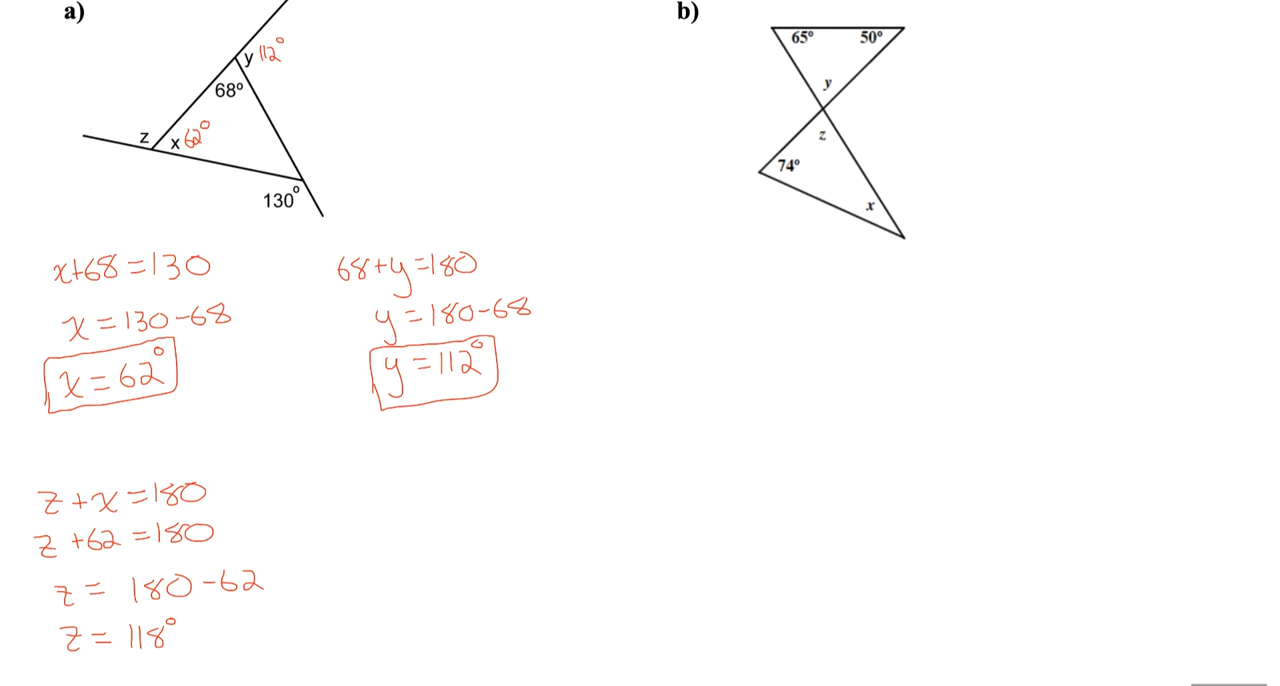 a)
y 112°
68°
z x 62°
130°
x+68=130
x=130-68
x=62°
68+y=180
y=180-68
y=112°
z+x=180
z+62=180
z=180-62
z=118°
b)
65° 50°
y
z
74°
x